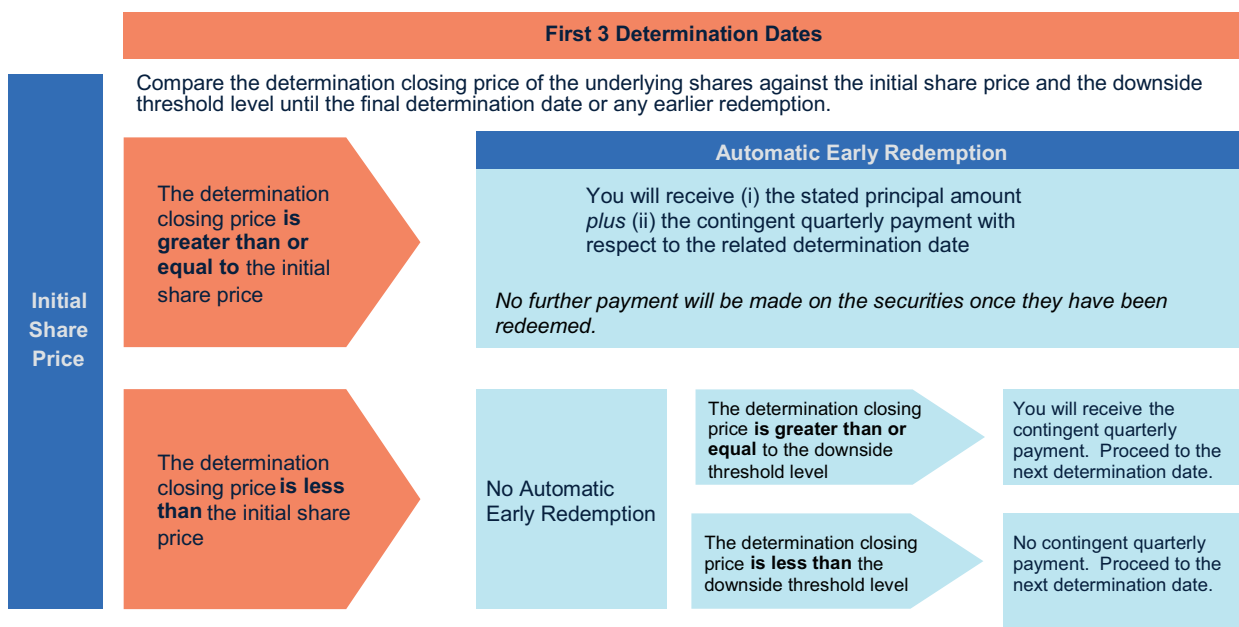 First 3 Determination Dates
Compare the determination closing price of the underlying shares against the initial share price and the downside
threshold level until the final determination date or any earlier redemption.
Initial
Share
Price
The determination
closing price is
greater than or
equal to the initial
share price
Automatic Early Redemption
You will receive (i) the stated principal amount
plus (ii) the contingent quarterly payment with
respect to the related determination date
No further payment will be made on the securities once they have been
redeemed.
The determination
closing price is less
than the initial share
price
No Automatic
Early Redemption
The determination closing
price is greater than or
equal to the downside
threshold level
You will receive the
contingent quarterly
payment. Proceed to the
next determination date.
The determination closing
price is less than the
downside threshold level
No contingent quarterly
payment. Proceed to the
next determination date.